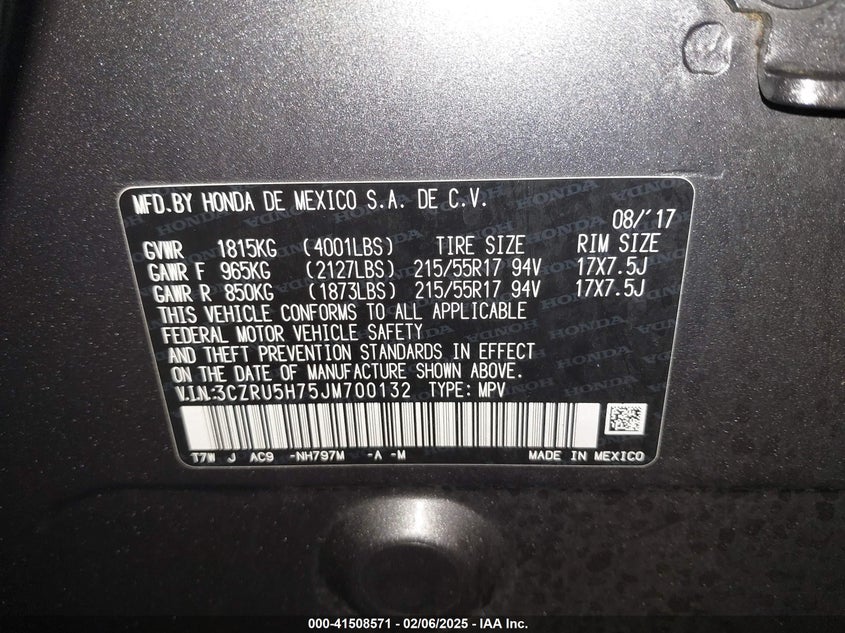 MFD.BY HONDA DE MEXICO S.A. DE C.V.
08/'17
GVWR 1815KG (4001LBS) TIRE SIZE RIM SIZE
GAWR F 965KG (2127LBS) 215/55R17 94V 17X7.5J
GAWR R 850KG (1873LBS) 215/55R17 94V 17X7.5J
THIS VEHICLE CONFORMS TO ALL APPLICABLE
FEDERAL MOTOR VEHICLE SAFETY
AND THEFT PREVENTION STANDARDS IN EFFECT
ON THE DATE OF MANUFACTURE SHOWN ABOVE.
V.I.N.:3CZRU5H75JM700132 TYPE: MPV
T7W J AC9 -NH797M -A -M MADE IN MEXICO
000-41508571 - 02/06/2025 - IAA Inc.